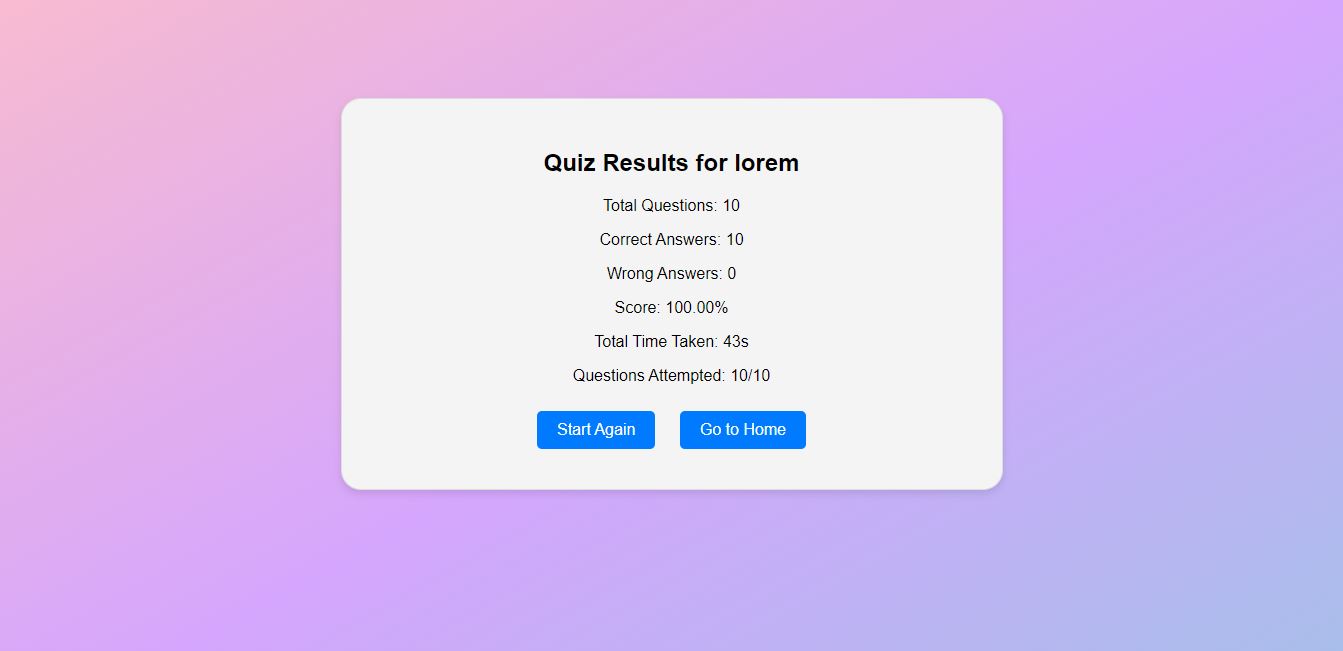 Quiz Results for lorem
Total Questions: 10
Correct Answers: 10
Wrong Answers: 0
Score: 100.00%
Total Time Taken: 43s
Questions Attempted: 10/10
Start Again
Go to Home